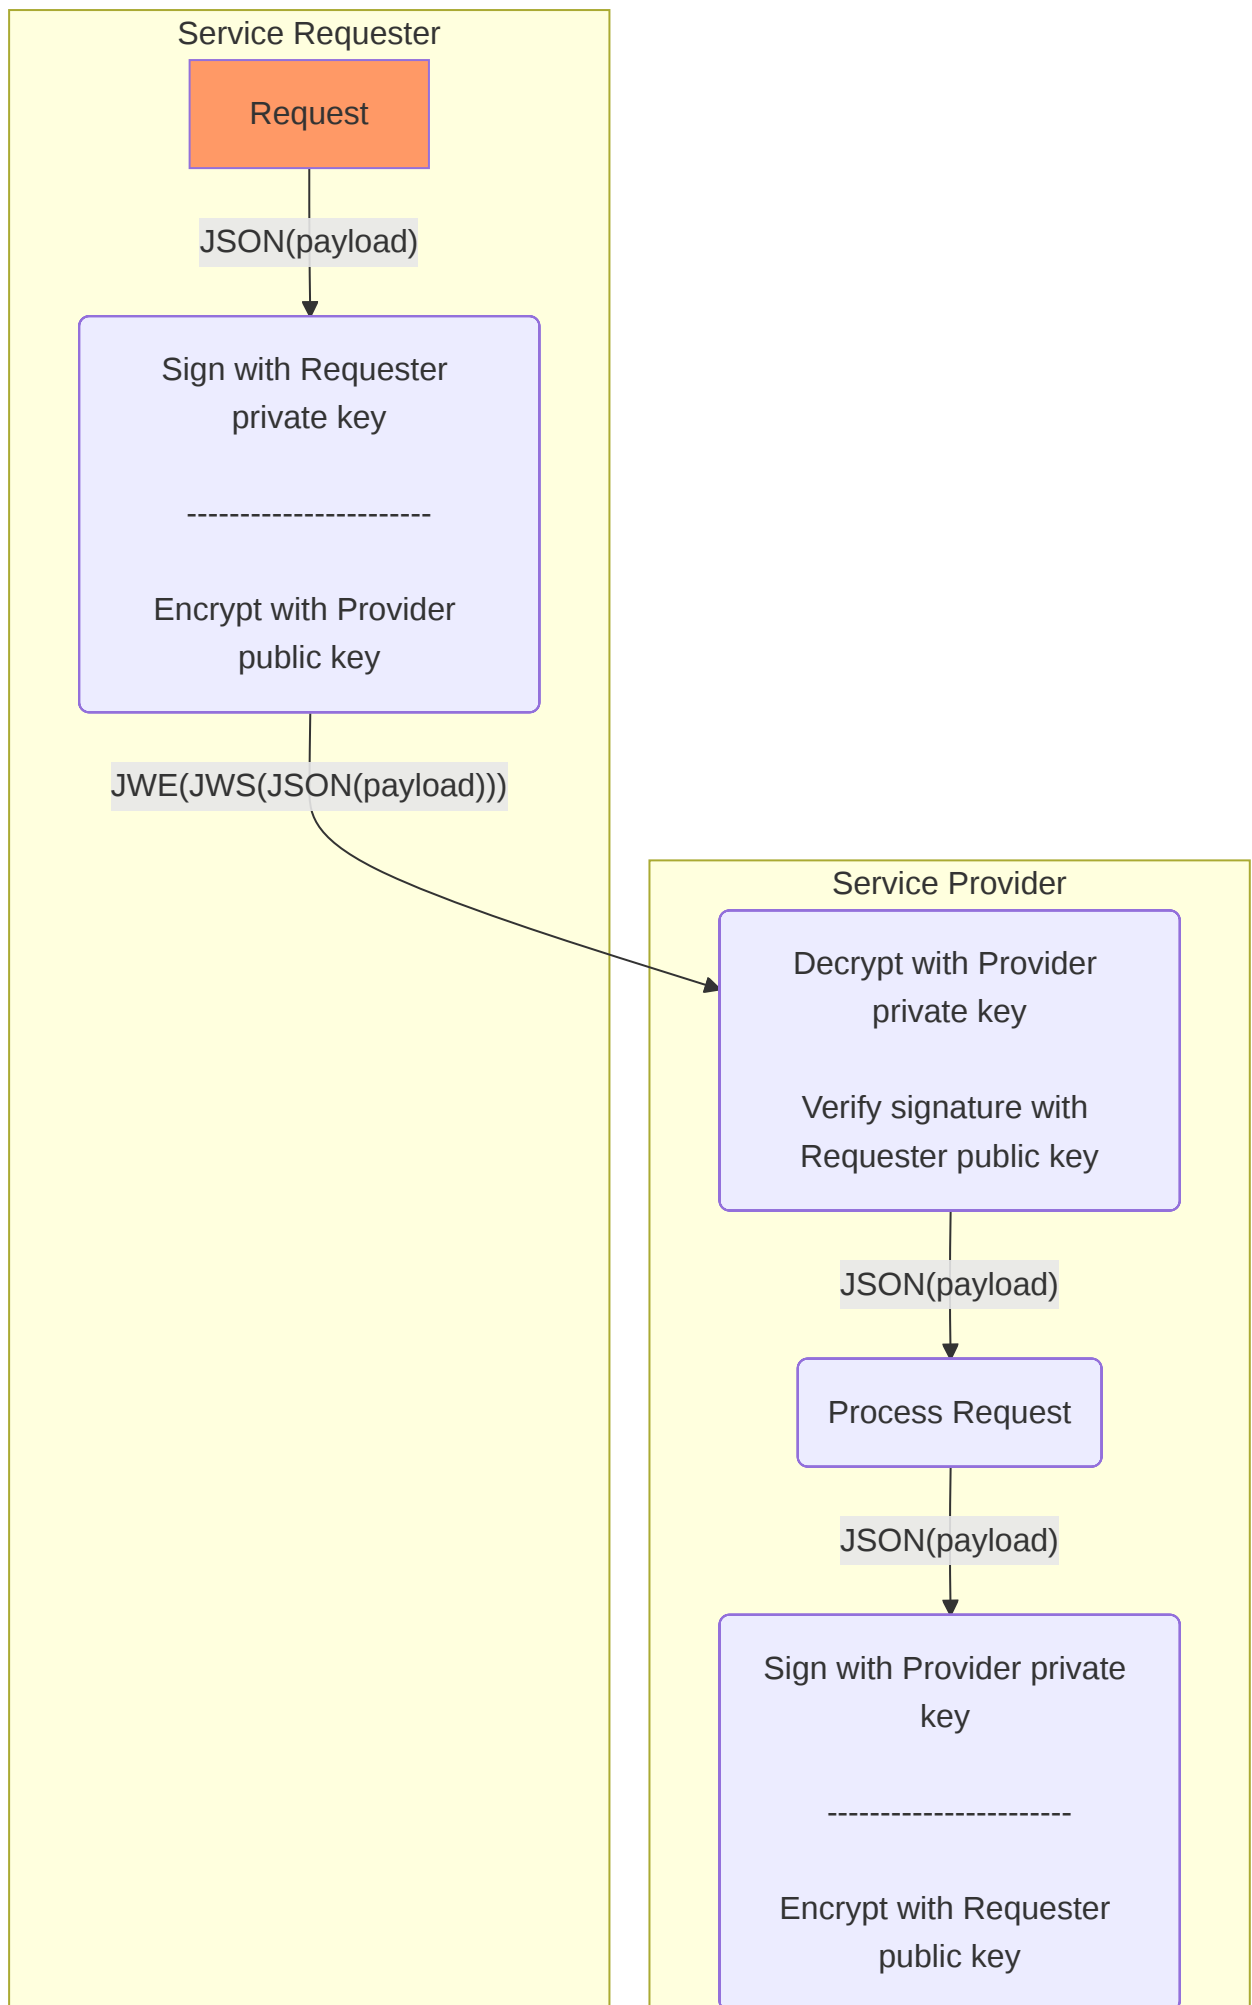 Service Requester
Request
JSON(payload)
Sign with Requester
private key
-----------------------
Encrypt with Provider
public key
JWE(JWS(JSON(payload)))
Service Provider
Decrypt with Provider
private key
Verify signature with
Requester public key
JSON(payload)
Process Request
JSON(payload)
Sign with Provider private
key
-----------------------
Encrypt with Requester
public key